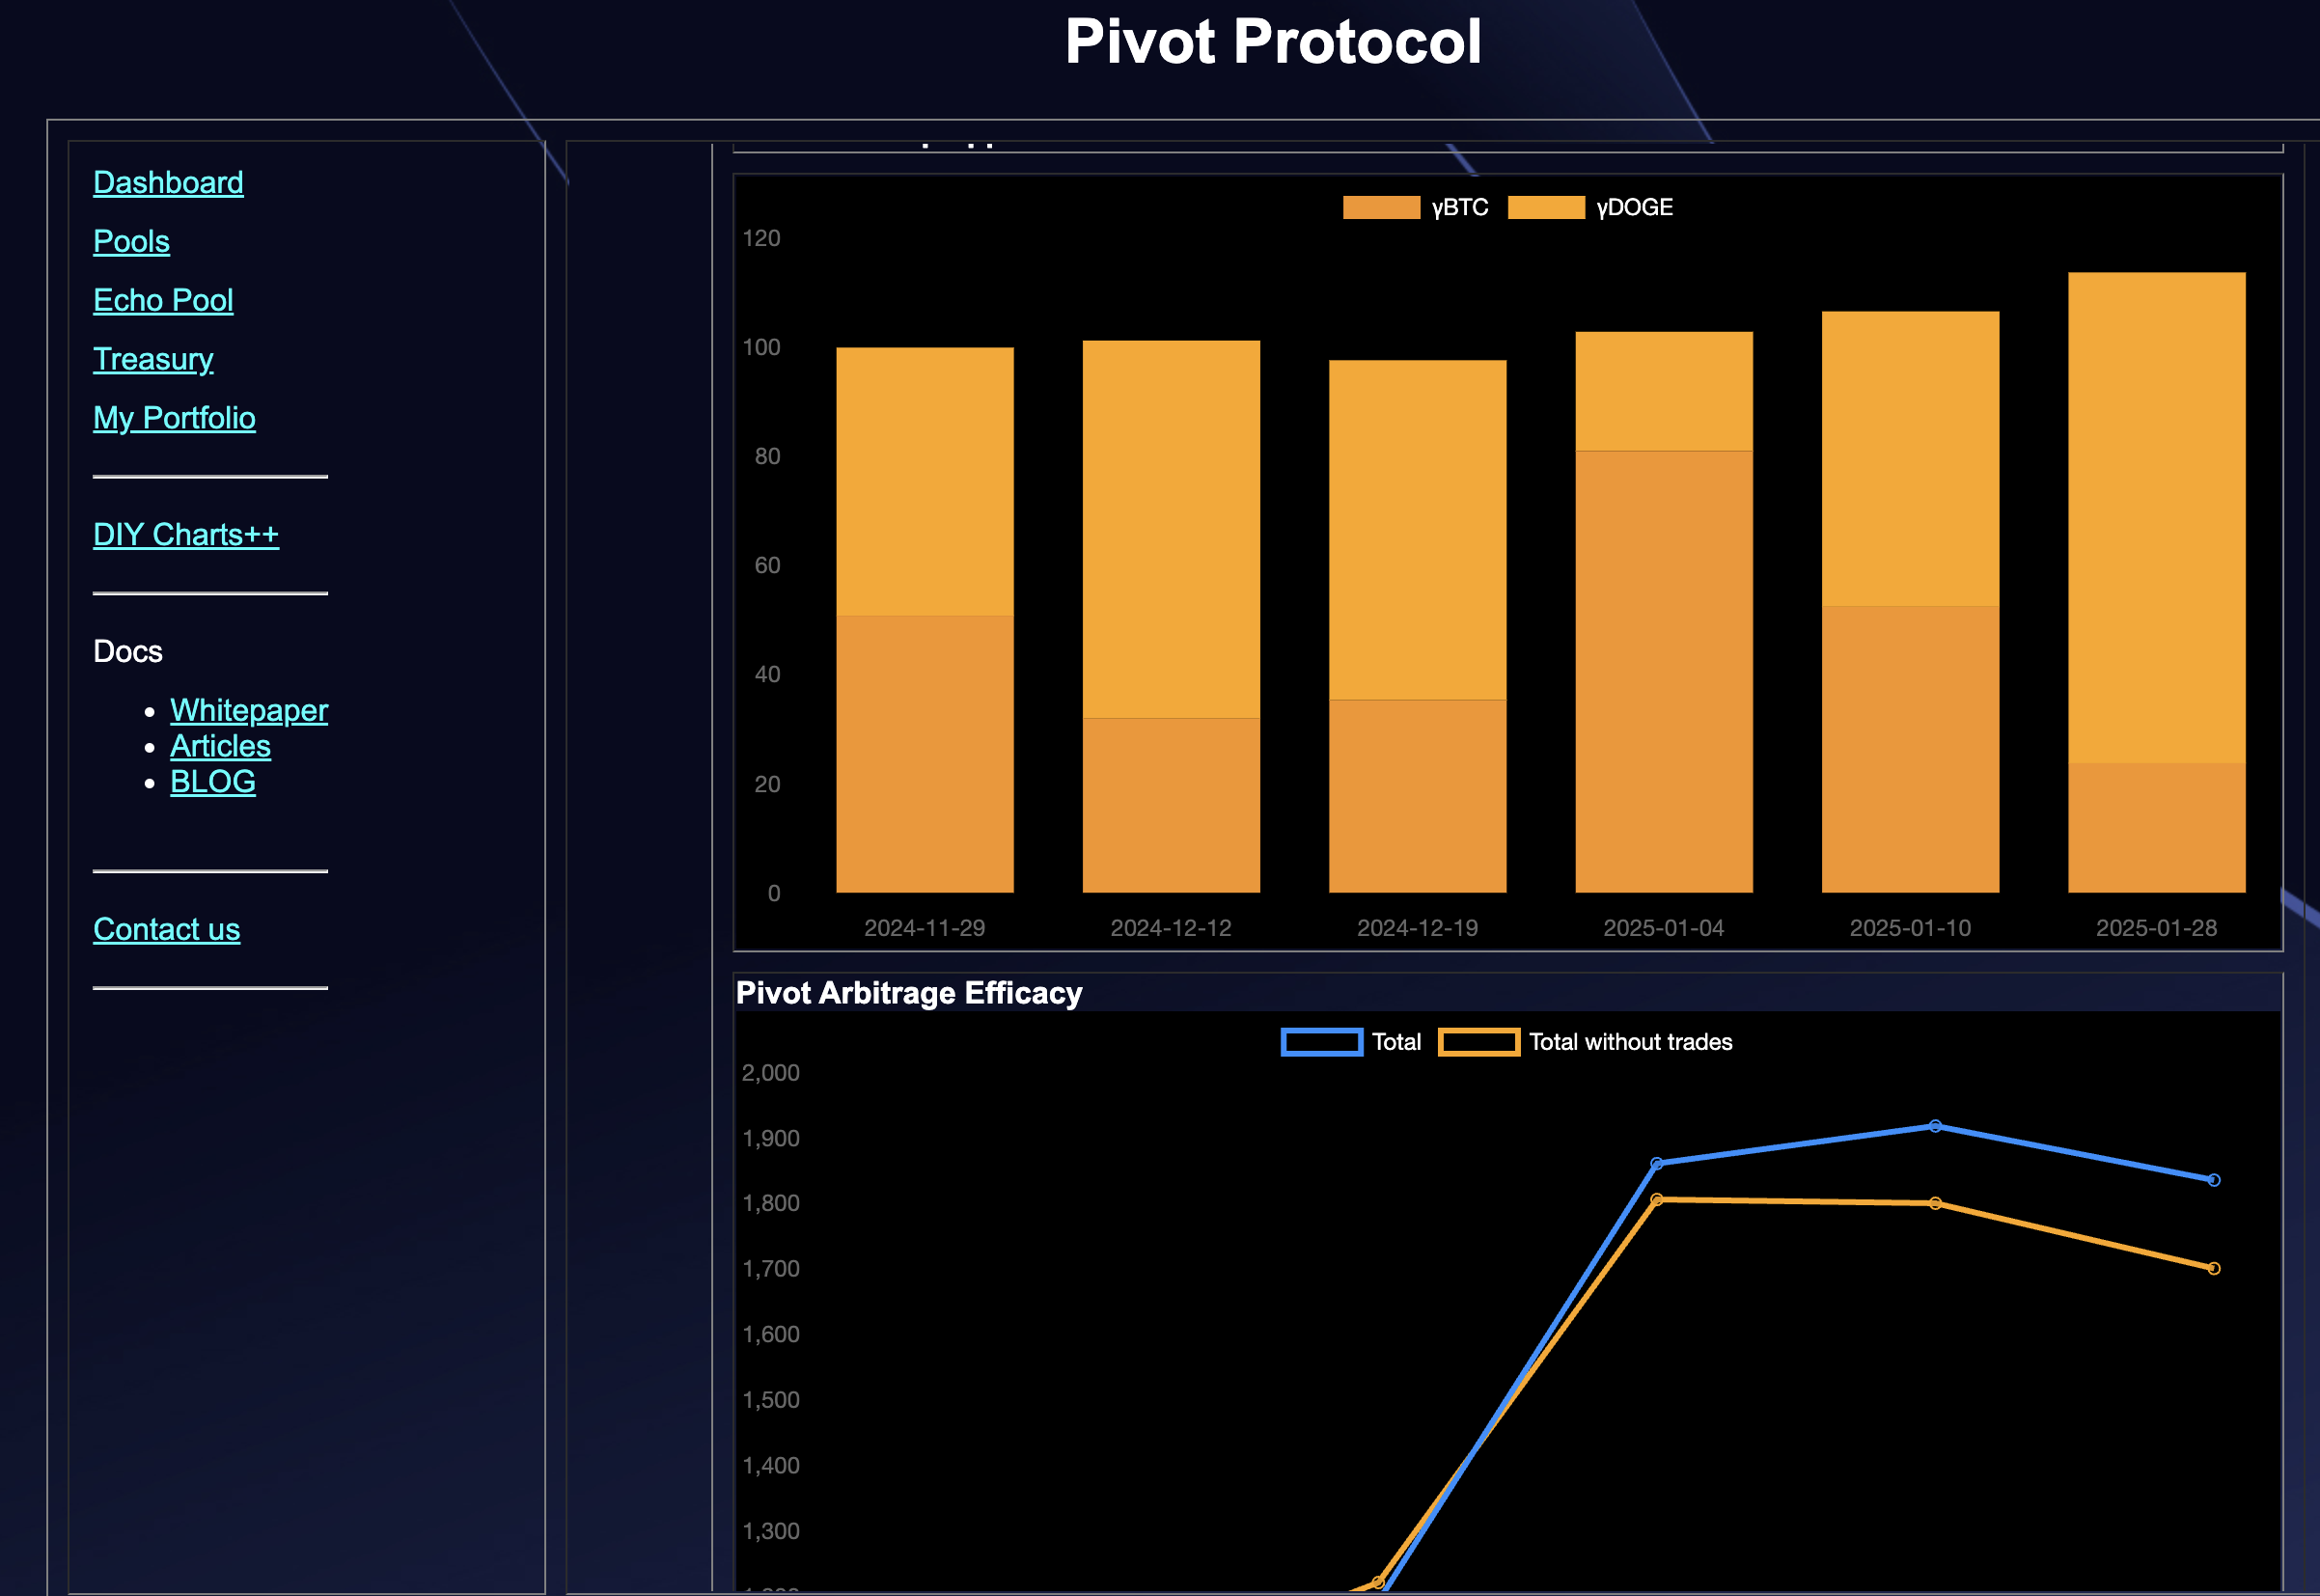 Pivot Protocol
Dashboard
Pools
Echo Pool
Treasury
My Portfolio
DIY Charts++
Docs
• Whitepaper
• Articles
• BLOG
Contact us
γBTC γDOGE
120
100
80
60
40
20
0
2024-11-29 2024-12-12 2024-12-19 2025-01-04 2025-01-10 2025-01-28
Pivot Arbitrage Efficacy
Total Total without trades
2,000
1,900
1,800
1,700
1,600
1,500
1,400
1,300